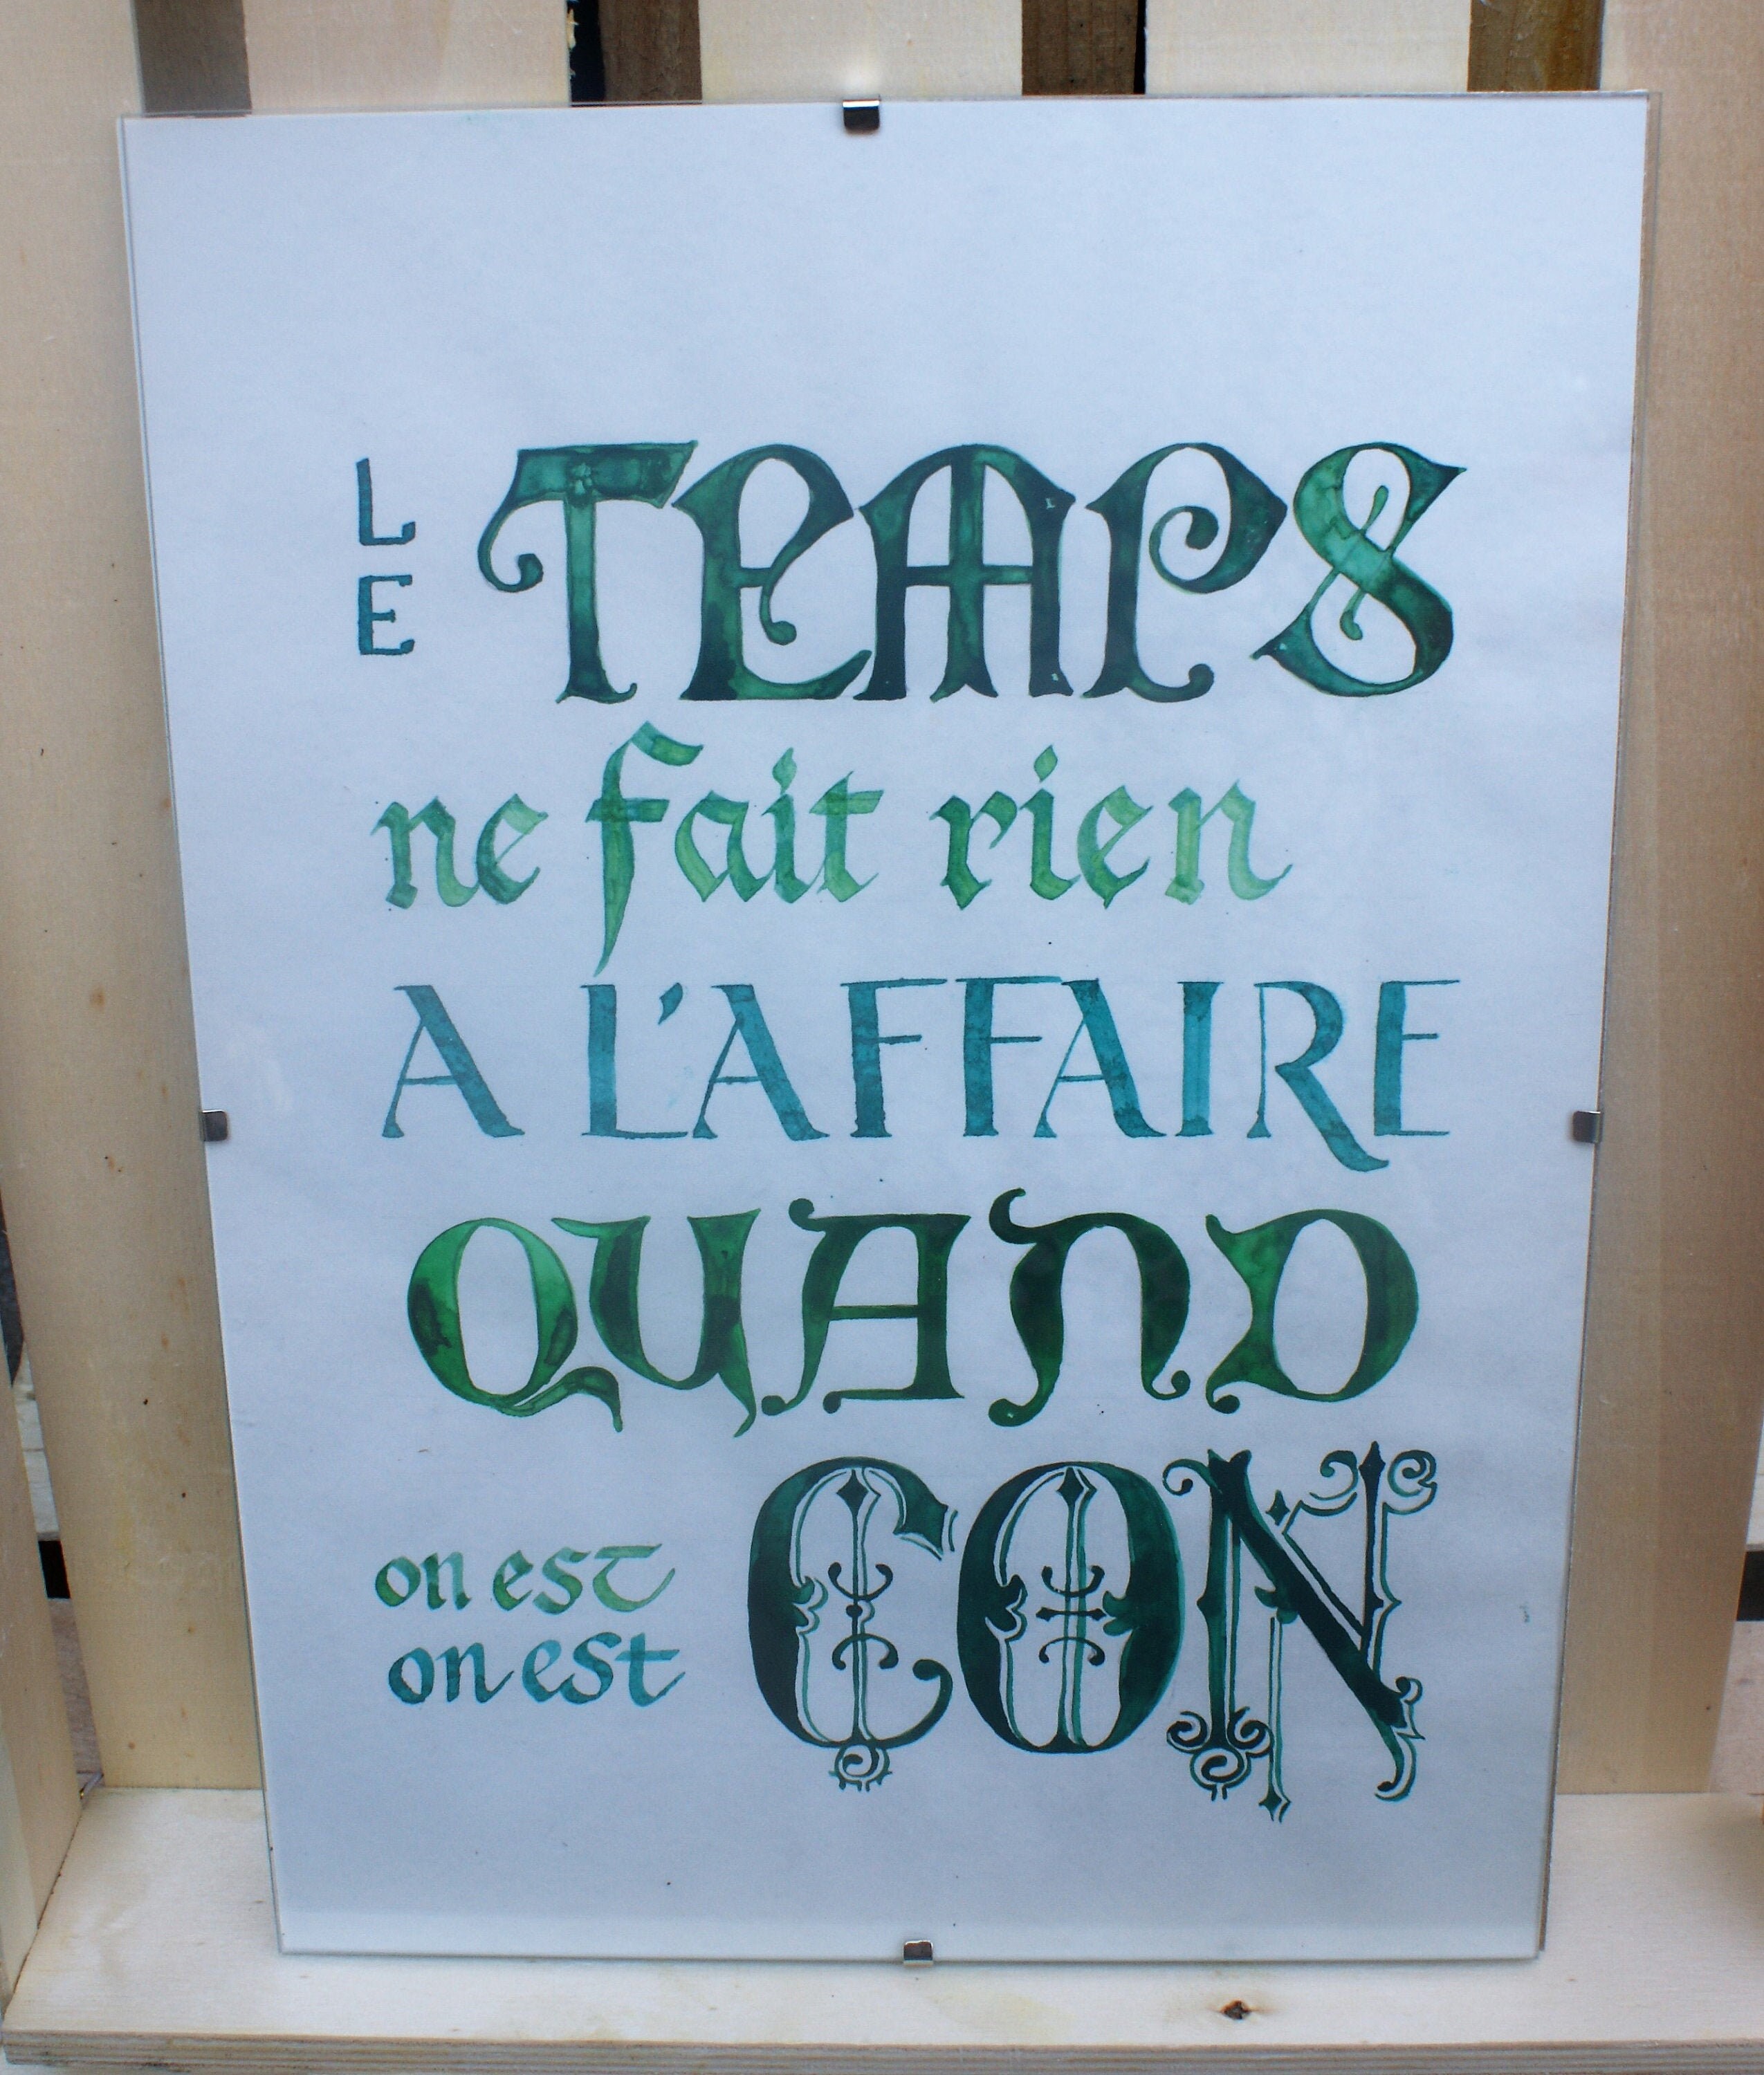 LE TEMPS
ne fait rien
A L'AFFAIRE
QUAND
on est
on est CON